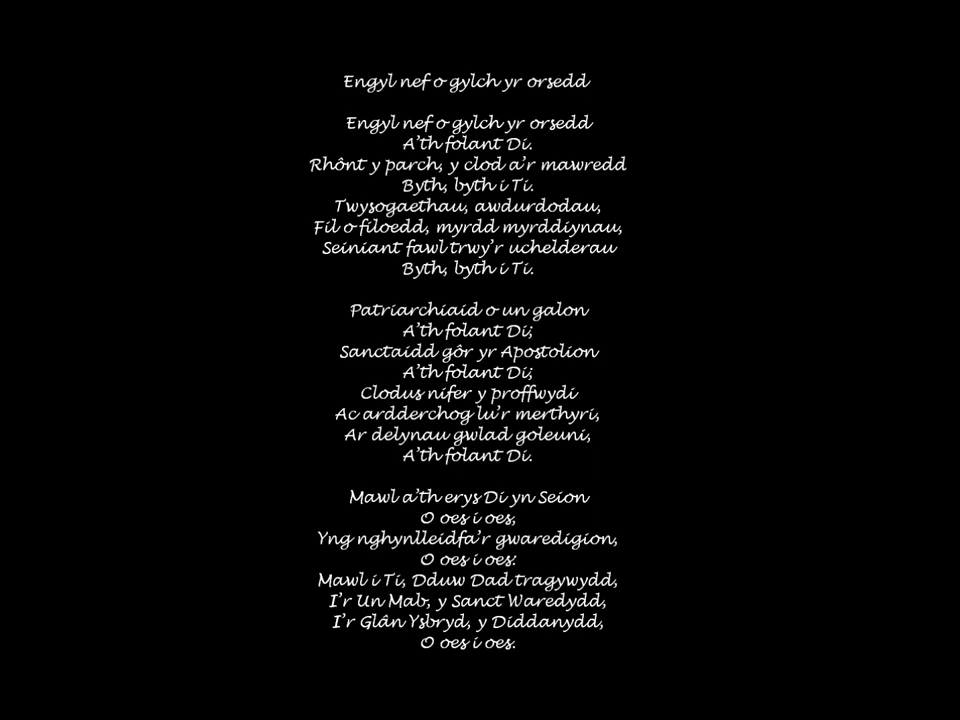 Engyl nef o gylch yr orsedd
Engyl nef o gylch yr orsedd
A'th folant Di.
Rhônt y parch, y clod a'r mawredd
Byth, byth i Ti.
Twysogaethau, awdurdodau,
Fil o filoedd, myrdd myrddiynau,
Seiniant fawl trwy'r uchelderau
Byth, byth i Ti.
Patriarchiaid o un galon
A'th folant Di;
Sanctaidd gôr yr Apostolion
A'th folant Di;
Clodus nifer y proffwydi
Ac ardderchog lu'r merthyri,
Ar delynau gwlad goleuni,
A'th folant Di.
Mawl a'th erys Di yn Seion
O oes i oes,
Yng nghynlleidfa'r gwaredigion,
O oes i oes:
Mawl i Ti, Dduw Dad tragywydd,
I'r Un Mab, y Sanct Waredydd,
I'r Glân Ysbryd, y Diddanydd,
O oes i oes.